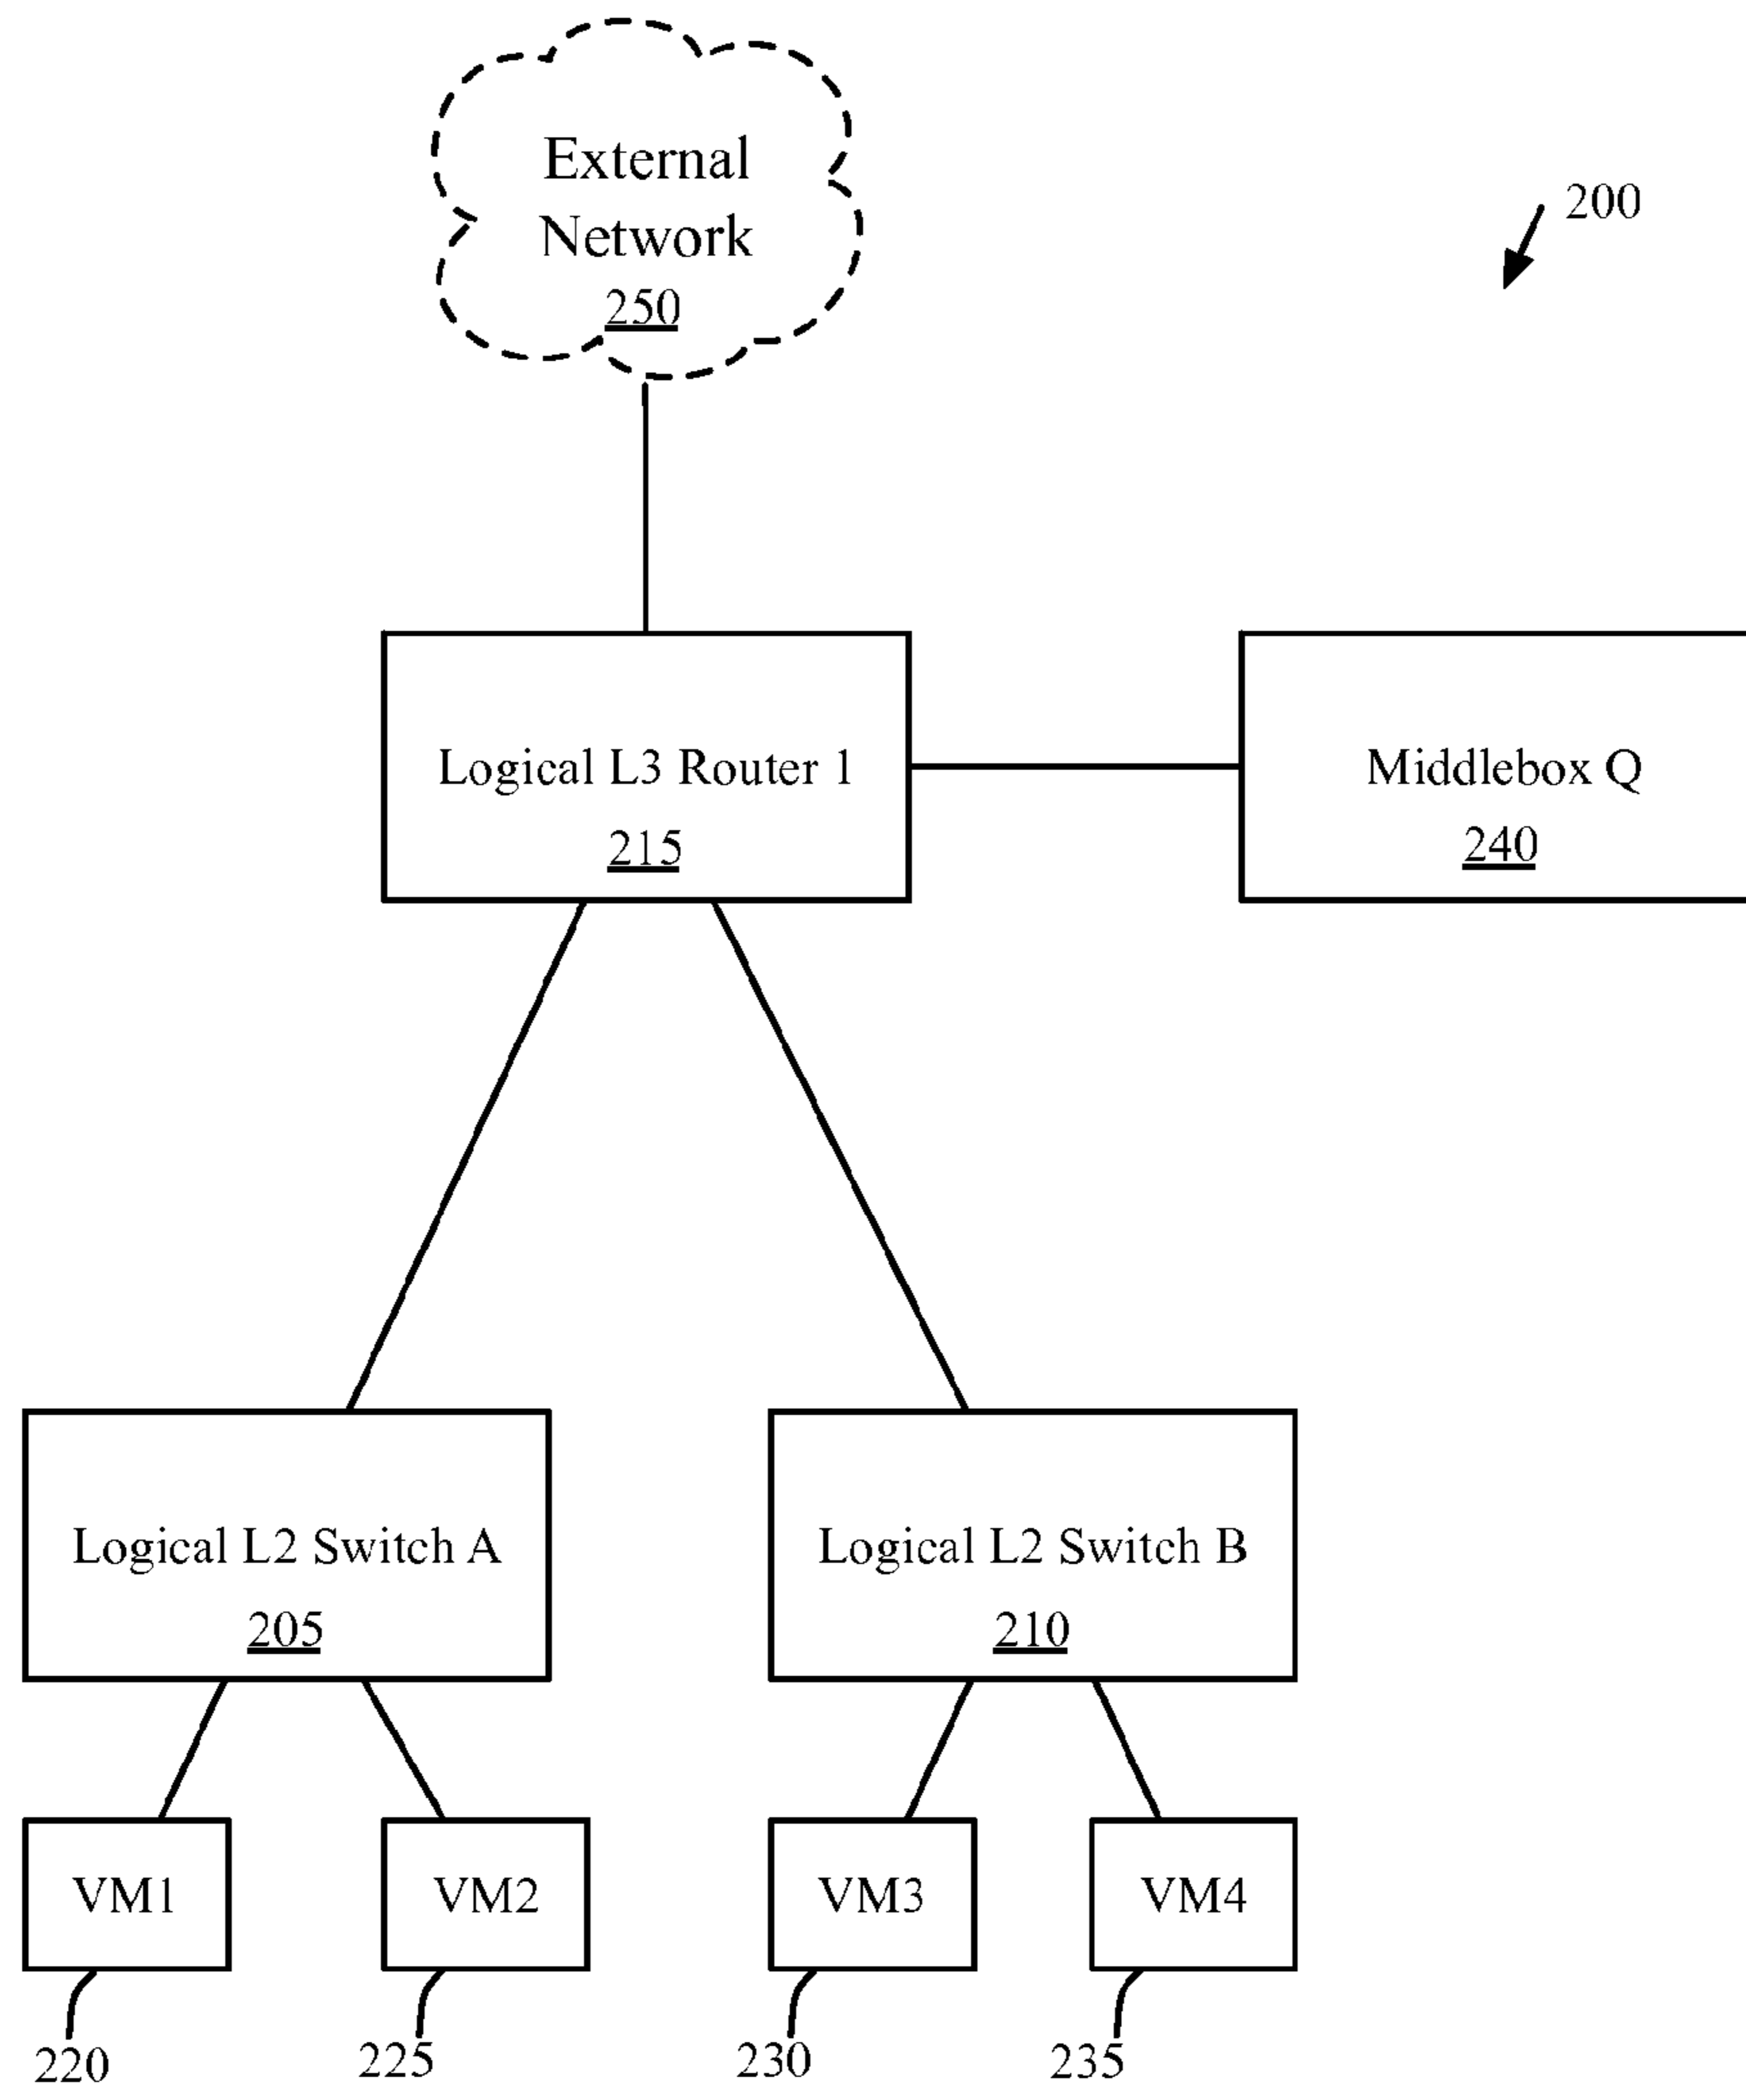 External
Network
250
200
Logical L3 Router 1
215
Middlebox Q
240
Logical L2 Switch A
205
Logical L2 Switch B
210
VM1
VM2
VM3
VM4
220
225
230
235